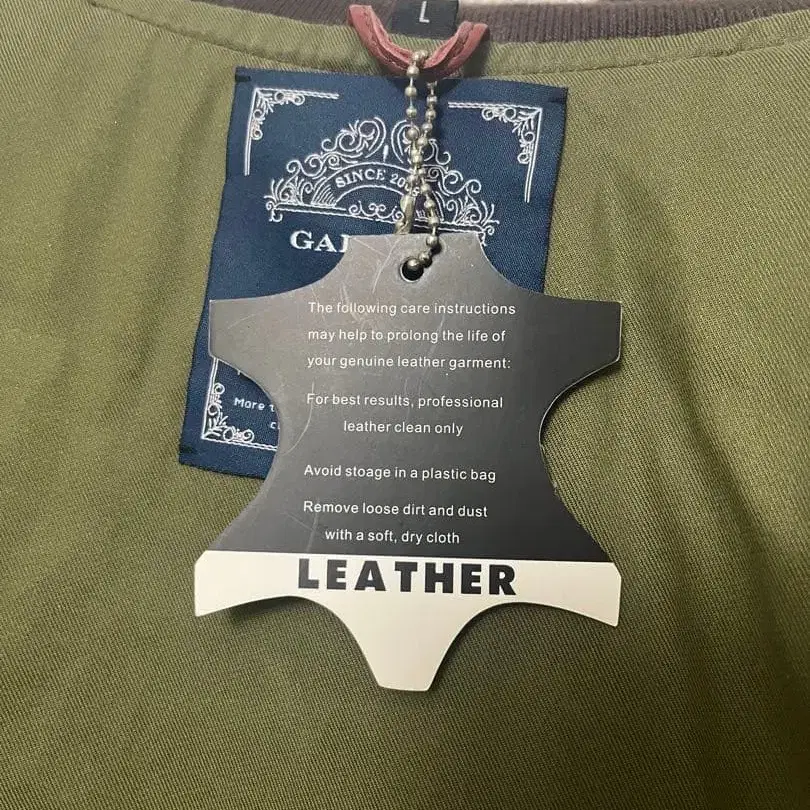 L
SINCE
The following care instructions
may help to prolong the life of
your genuine leather garment:
For best results, professional
leather clean only
Avoid stoage in a plastic bag
Remove loose dirt and dust
with a soft, dry cloth
LEATHER
More